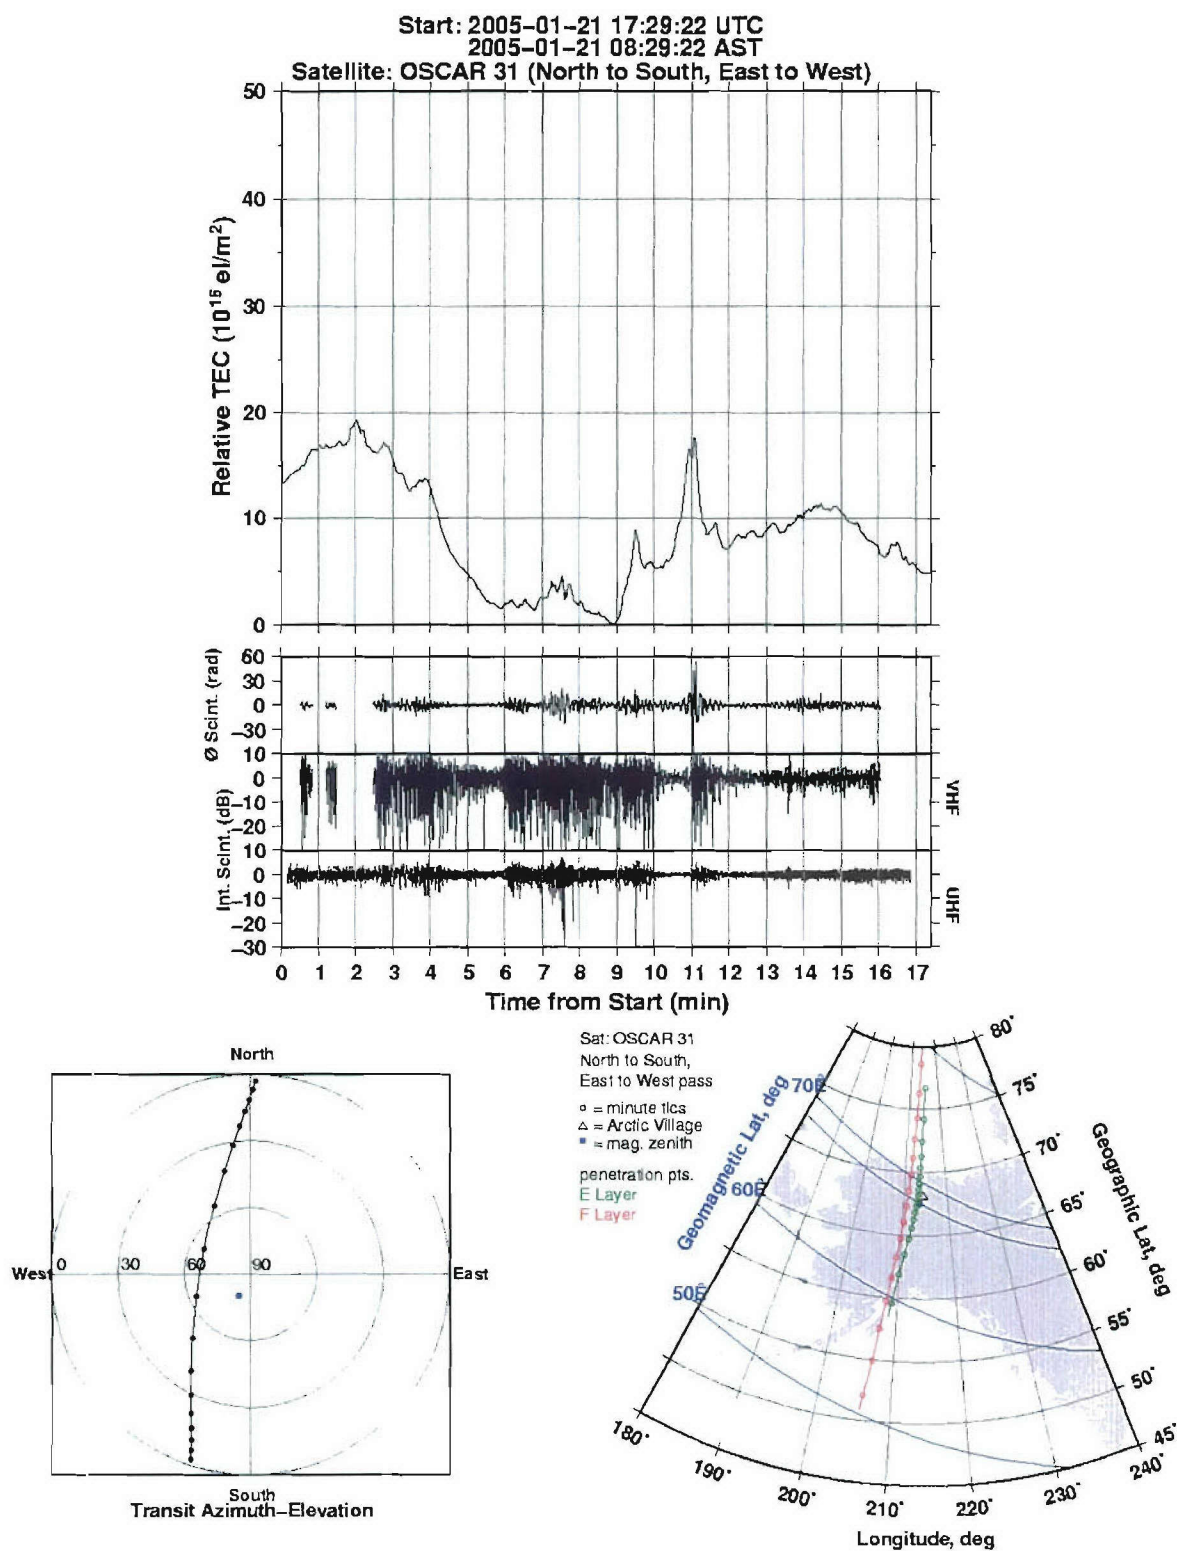 Start: 2005-01-21 17:29:22 UTC
2005-01-21 08:29:22 AST
Satellite: OSCAR 31 (North to South, East to West)
50
40
30
20
10
0
Relative TEC (10¹⁵ el/m²)
60
30
0
-30
Ø Scint. (rad)
10
0
-10
-20
VHF
Int. Scint. (dB)
10
0
-10
-20
-30
UHF
0 1 2 3 4 5 6 7 8 9 10 11 12 13 14 15 16 17
Time from Start (min)
North
0 30 60 90
West
East
South
Transit Azimuth-Elevation
Sat: OSCAR 31
North to South,
East to West pass
o = minute tics
△ = Arctic Village
▪ = mag. zenith
penetration pts.
E Layer
F Layer
Geomagnetic Lat, deg
70E
60E
50E
80°
75°
70°
65°
60°
55°
50°
45°
Geographic Lat, deg
180°
190°
200°
210°
220°
230°
240°
Longitude, deg